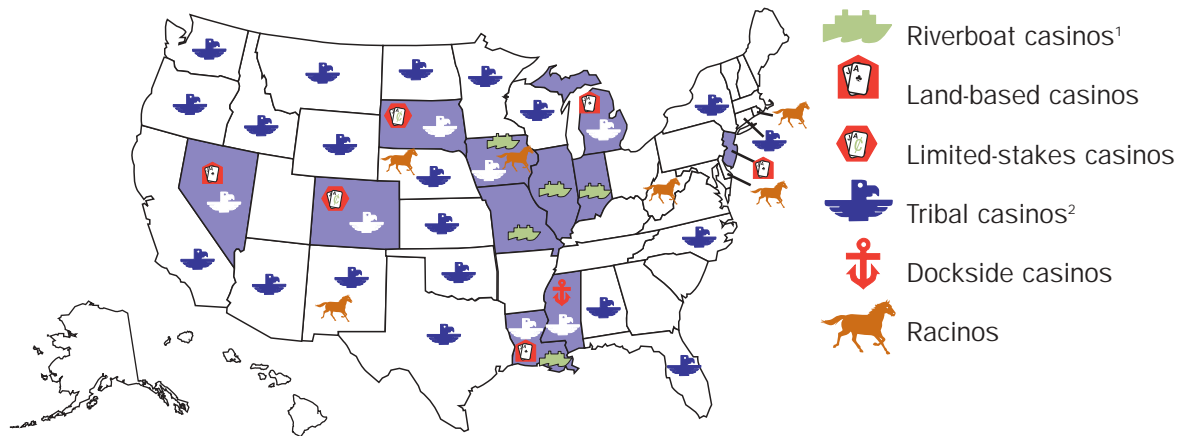 Riverboat casinos¹
Land-based casinos
Limited-stakes casinos
Tribal casinos²
Dockside casinos
Racinos